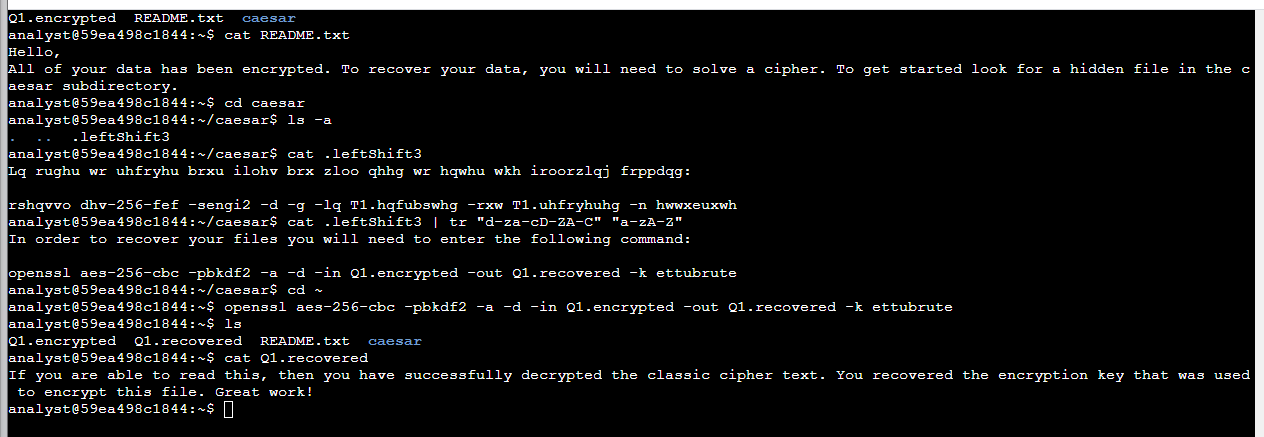 Q1.encrypted  README.txt  caesar
analyst@59ea498c1844:~$ cat README.txt
Hello,
All of your data has been encrypted. To recover your data, you will need to solve a cipher. To get started look for a hidden file in the c
aesar subdirectory.
analyst@59ea498c1844:~$ cd caesar
analyst@59ea498c1844:~/caesar$ ls -a
.  ..  .leftShift3
analyst@59ea498c1844:~/caesar$ cat .leftShift3
Lq rughu wr uhfryhu brxu ilohv brx zloo qhhg wr hqwhu wkh iroorzlqj frppdqg:

rshqvvo dhv-256-fef -sengi2 -d -g -lq T1.hqfubswhg -rxw T1.uhfryhuhg -n hwwxeuxwh
analyst@59ea498c1844:~/caesar$ cat .leftShift3 | tr "d-za-cD-ZA-C" "a-zA-Z"
In order to recover your files you will need to enter the following command:

openssl aes-256-cbc -pbkdf2 -a -d -in Q1.encrypted -out Q1.recovered -k ettubrute
analyst@59ea498c1844:~/caesar$ cd ~
analyst@59ea498c1844:~$ openssl aes-256-cbc -pbkdf2 -a -d -in Q1.encrypted -out Q1.recovered -k ettubrute
analyst@59ea498c1844:~$ ls
Q1.encrypted  Q1.recovered  README.txt  caesar
analyst@59ea498c1844:~$ cat Q1.recovered
If you are able to read this, then you have successfully decrypted the classic cipher text. You recovered the encryption key that was used
 to encrypt this file. Great work!
analyst@59ea498c1844:~$